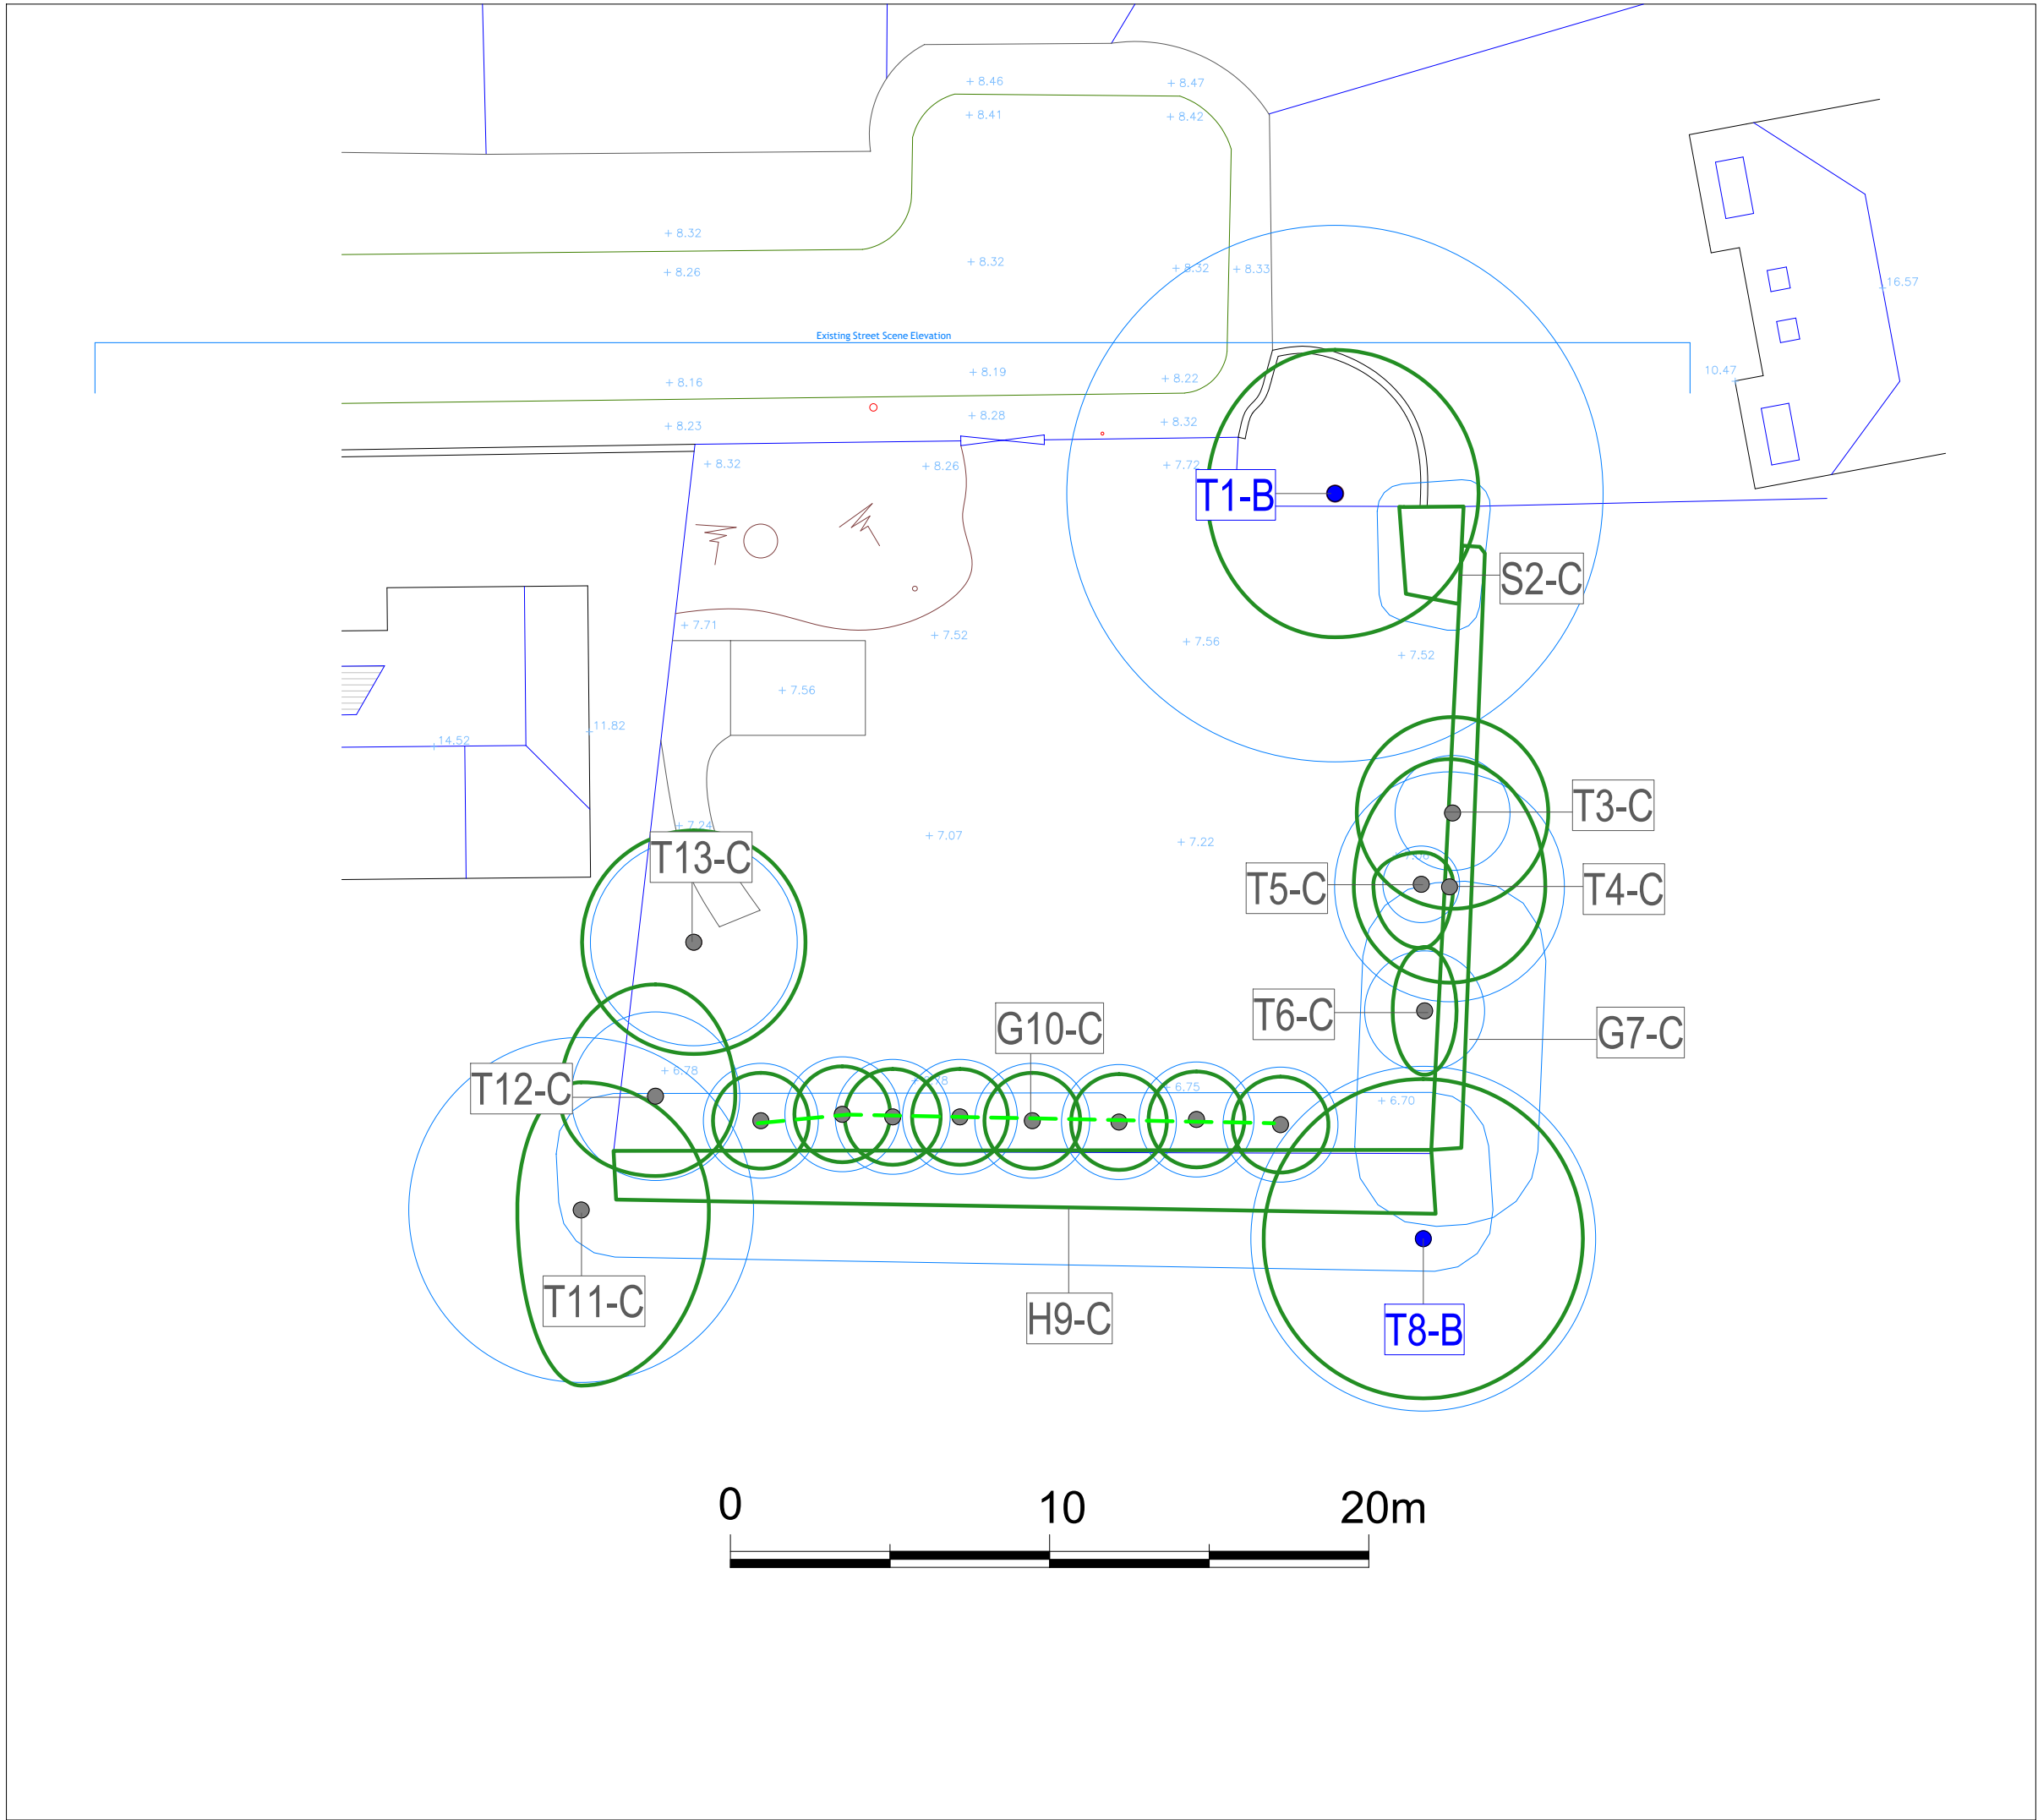 + 8.46
+ 8.47
+ 8.41
+ 8.42
+ 8.32
+ 8.26
+ 8.32
+ 8.32
+ 8.33
16.57
Existing Street Scene Elevation
10.47
+ 8.16
+ 8.19
+ 8.22
+ 8.23
+ 8.28
+ 8.32
+ 8.32
+ 8.26
+ 7.72
T1-B
S2-C
+ 7.71
+ 7.52
+ 7.56
+ 7.52
+ 7.56
14.52
11.82
T3-C
+ 7.24
+ 7.07
+ 7.22
T13-C
T5-C
T4-C
G10-C
T6-C
G7-C
+ 6.78
T12-C
+ 6.75
+ 6.70
T11-C
H9-C
T8-B
0
10
20m